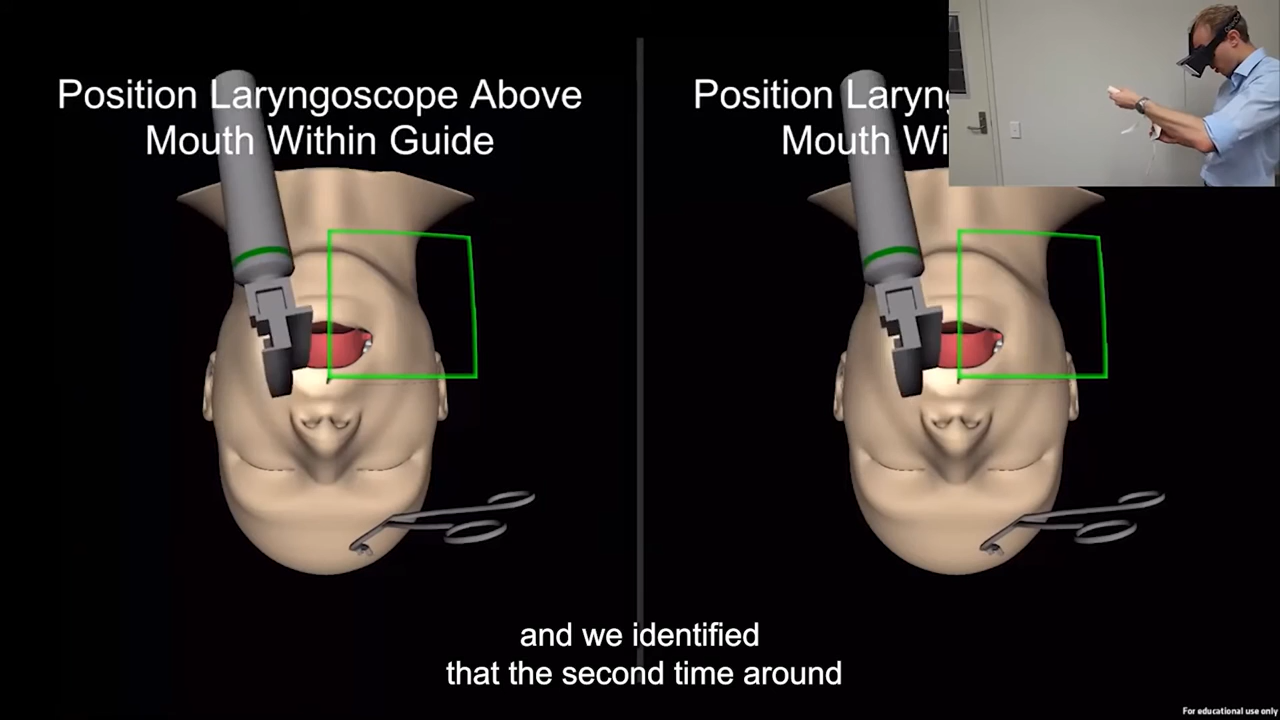 Position Laryngoscope Above
Mouth Within Guide
Position Laryng
Mouth Wi
and we identified
that the second time around
For educational use only